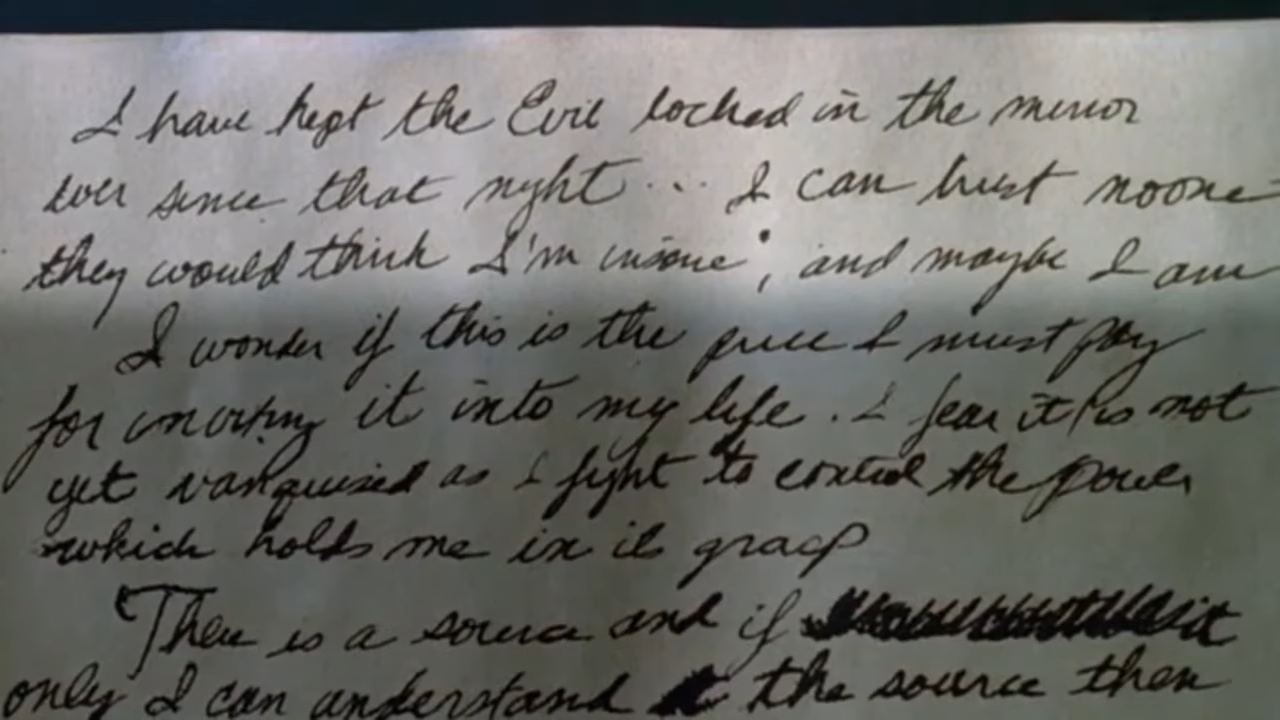 I have kept the Evil locked in the mirror
ever since that night... I can trust noone
they would think I'm insane, and maybe I am
I wonder if this is the price I must pay
for inviting it into my life. I fear it is not
yet vanquised as I fight to control the power
which holds me in its grasp
There is a source and if it
only I can understand the source then